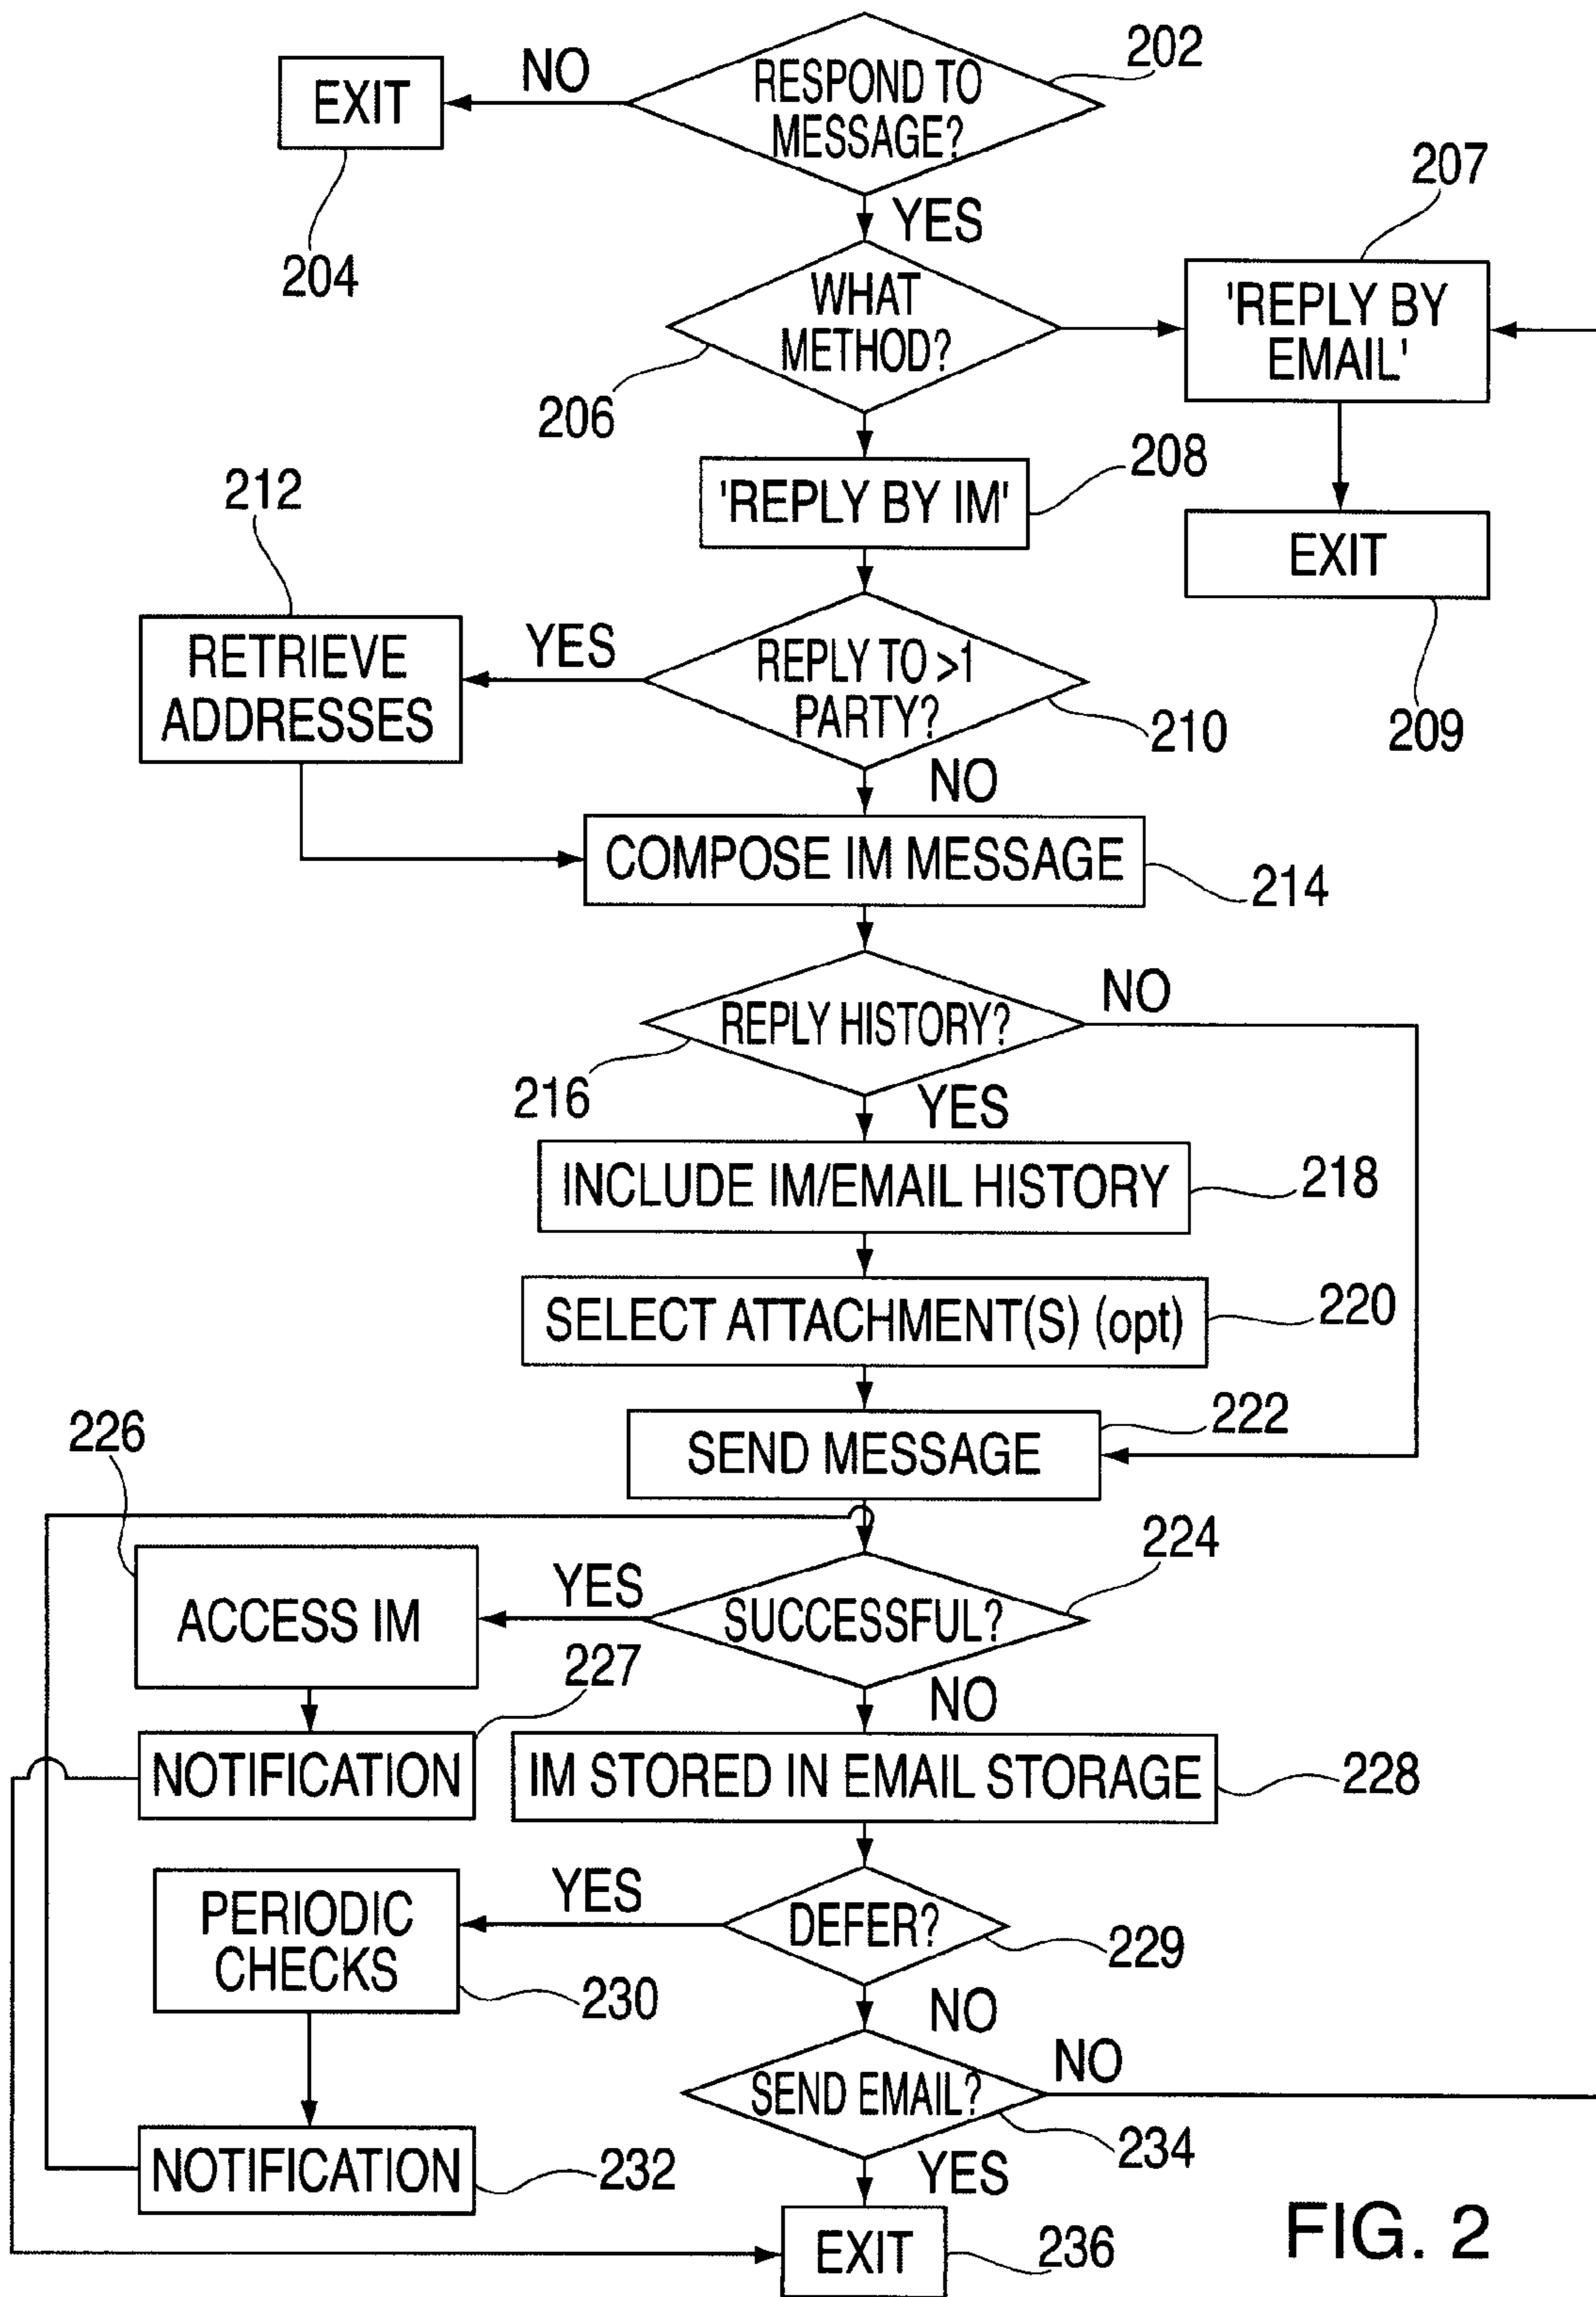 202
RESPOND TO
MESSAGE?
NO
EXIT
204
YES
207
WHAT
METHOD?
206
'REPLY BY
EMAIL'
208
'REPLY BY IM'
EXIT
209
212
RETRIEVE
ADDRESSES
YES
REPLY TO >1
PARTY?
210
NO
COMPOSE IM MESSAGE
214
REPLY HISTORY?
NO
216
YES
INCLUDE IM/EMAIL HISTORY
218
SELECT ATTACHMENT(S) (opt)
220
222
SEND MESSAGE
226
224
YES
SUCCESSFUL?
ACCESS IM
227
NO
NOTIFICATION
IM STORED IN EMAIL STORAGE
228
YES
DEFER?
229
PERIODIC
CHECKS
230
NO
SEND EMAIL?
NO
234
NOTIFICATION
232
YES
EXIT
236
FIG. 2